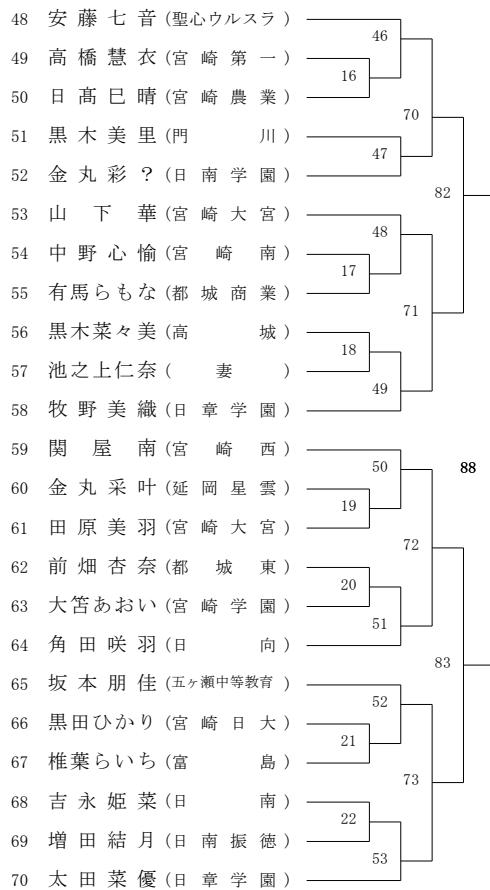 48 安藤七音 (聖心ウルスラ)
49 高橋慧衣 (宮崎第一)
50 日髙巳晴 (宮崎農業)
51 黒木美里 (門川)
52 金丸彩? (日南学園)
53 山下華 (宮崎大宮)
54 中野心愉 (宮崎南)
55 有馬らもな (都城商業)
56 黒木菜々美 (高城)
57 池之上仁奈 (妻)
58 牧野美織 (日章学園)
59 関屋南 (宮崎西)
60 金丸采叶 (延岡星雲)
61 田原美羽 (宮崎大宮)
62 前畑杏奈 (都城東)
63 大笘あおい (宮崎学園)
64 角田咲羽 (日向)
65 坂本朋佳 (五ヶ瀬中等教育)
66 黒田ひかり (宮崎日大)
67 椎葉らいち (富島)
68 吉永姫菜 (日南)
69 増田結月 (日南振徳)
70 太田菜優 (日章学園)
46
16
70
47
82
48
17
71
18
49
50
88
19
72
20
51
83
52
21
73
22
53